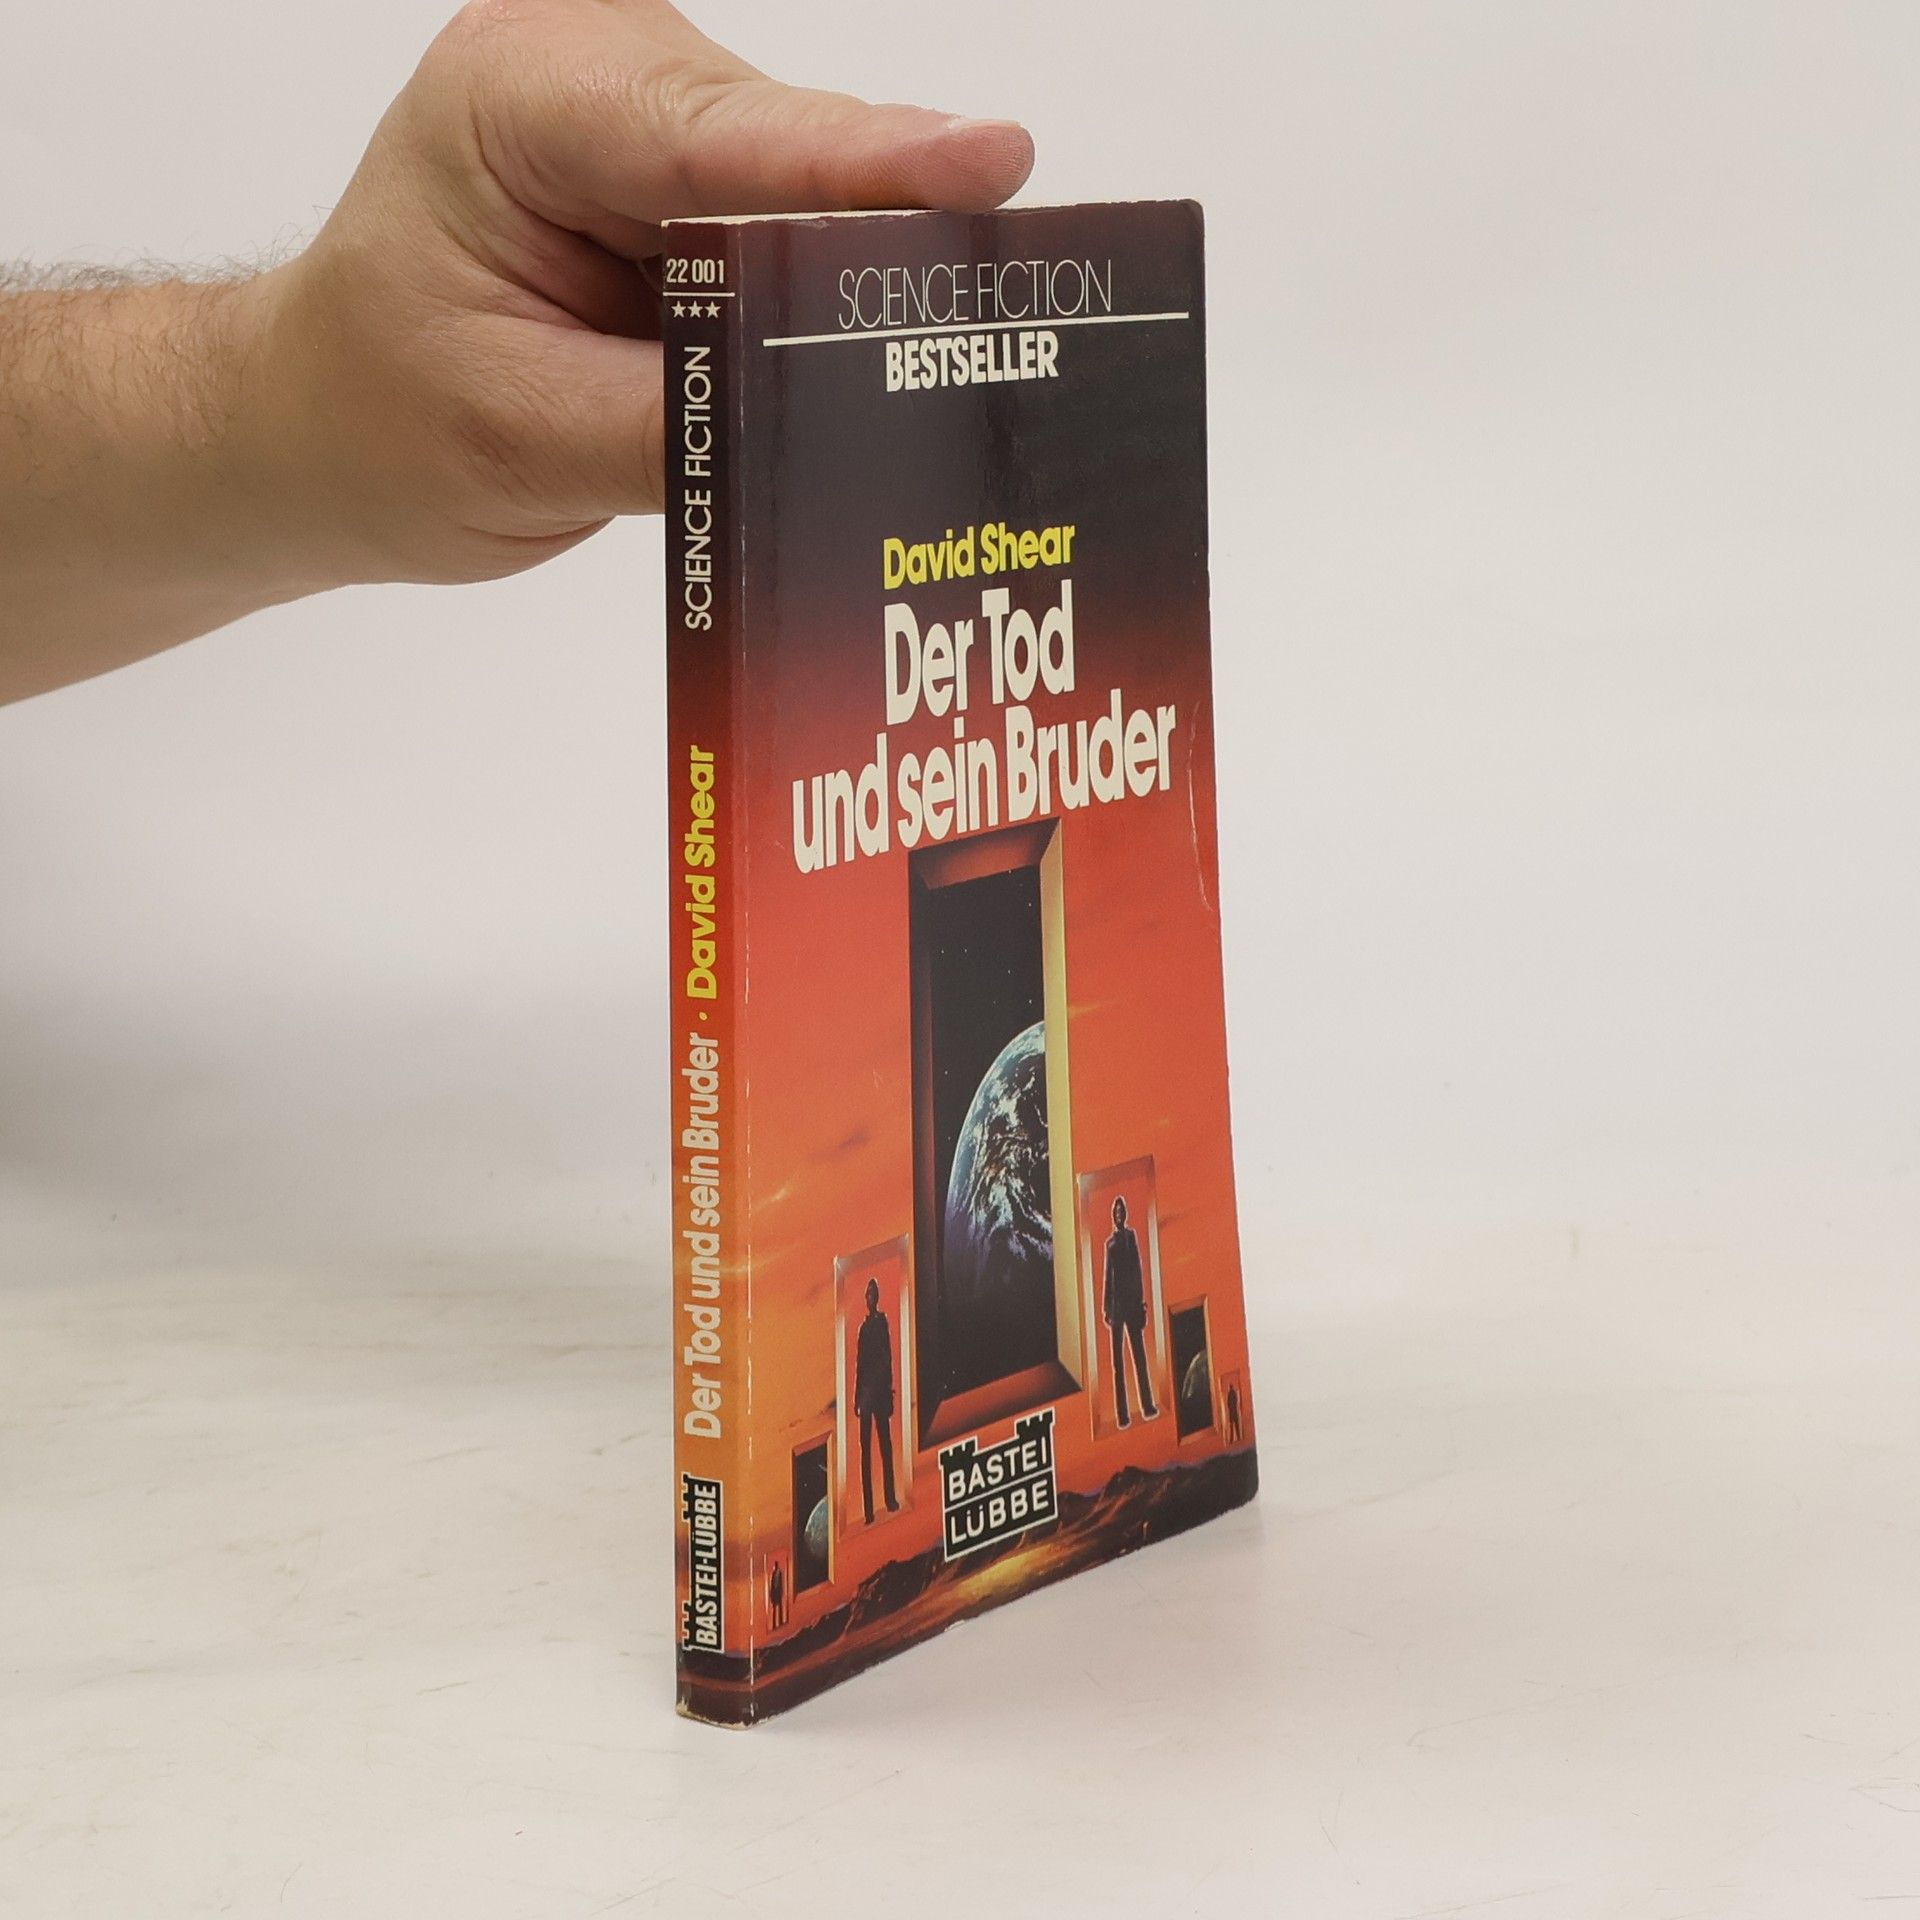 22 001
★★★
SCIENCE FICTION
David Shear
Der Tod und sein Bruder ·
BASTEI-LÜBBE
SCIENCE FICTION
BESTSELLER
David Shear
Der Tod
und sein Bruder
BASTEI
LÜBBE